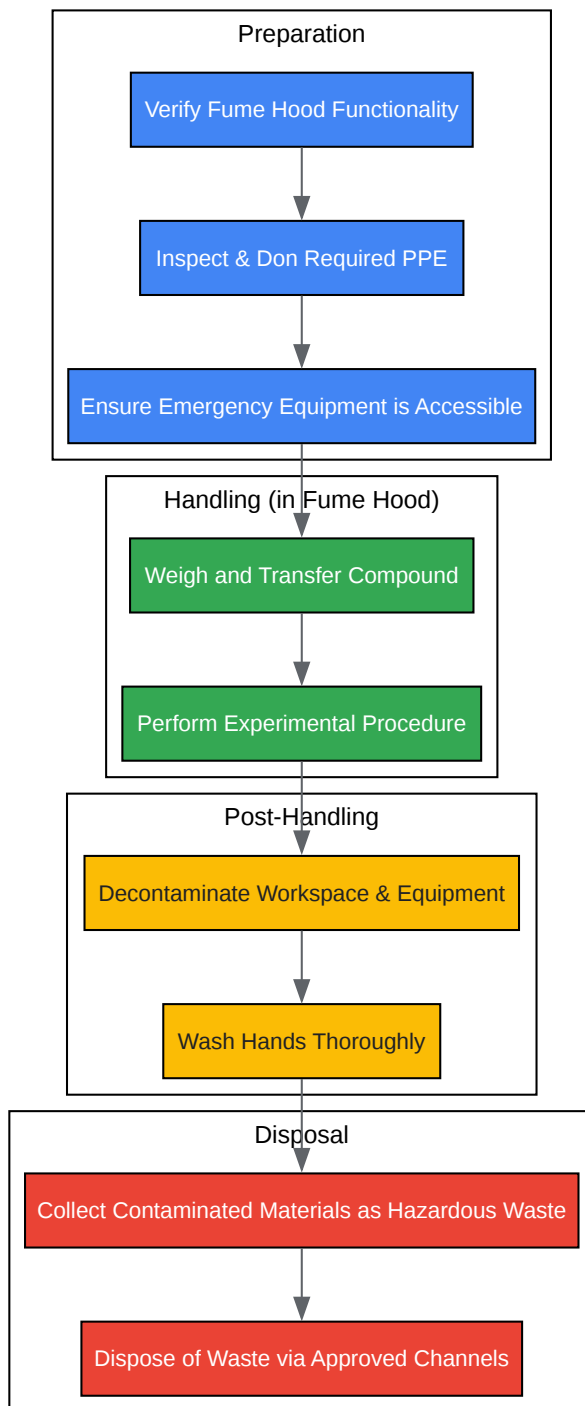 Preparation
Verify Fume Hood Functionality
Inspect & Don Required PPE
Ensure Emergency Equipment is Accessible
Handling (in Fume Hood)
Weigh and Transfer Compound
Perform Experimental Procedure
Post-Handling
Decontaminate Workspace & Equipment
Wash Hands Thoroughly
Disposal
Collect Contaminated Materials as Hazardous Waste
Dispose of Waste via Approved Channels